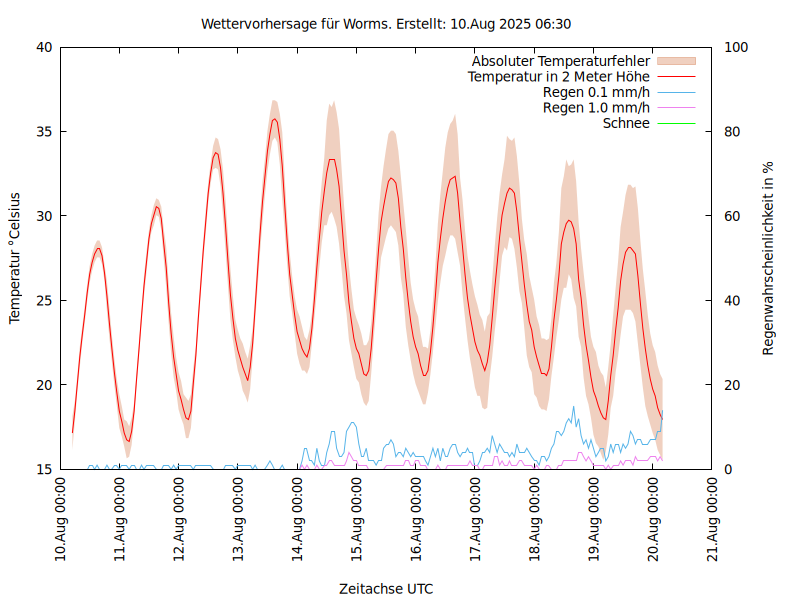 Wettervorhersage für Worms. Erstellt: 10.Aug 2025 06:30
Absoluter Temperaturfehler
Temperatur in 2 Meter Höhe
Regen 0.1 mm/h
Regen 1.0 mm/h
Schnee
Temperatur °Celsius
40
35
30
25
20
15
Regenwahrscheinlichkeit in %
100
80
60
40
20
0
10.Aug 00:00
11.Aug 00:00
12.Aug 00:00
13.Aug 00:00
14.Aug 00:00
15.Aug 00:00
16.Aug 00:00
17.Aug 00:00
18.Aug 00:00
19.Aug 00:00
20.Aug 00:00
21.Aug 00:00
Zeitachse UTC